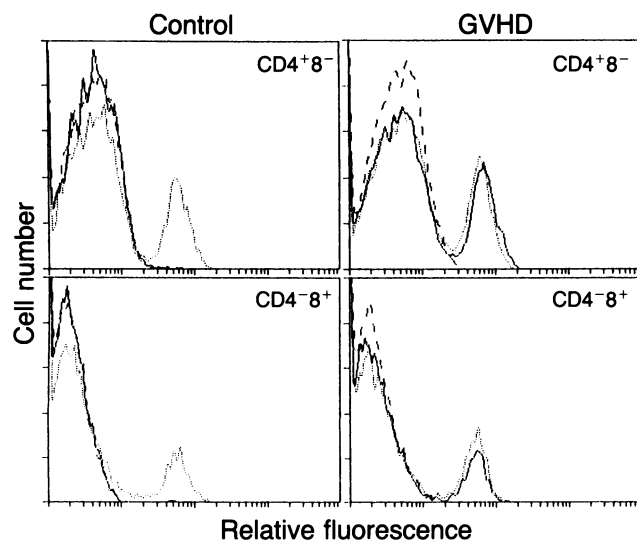 Control
GVHD
CD4⁺8⁻
CD4⁺8⁻
CD4⁻8⁺
CD4⁻8⁺
Cell number
Relative fluorescence